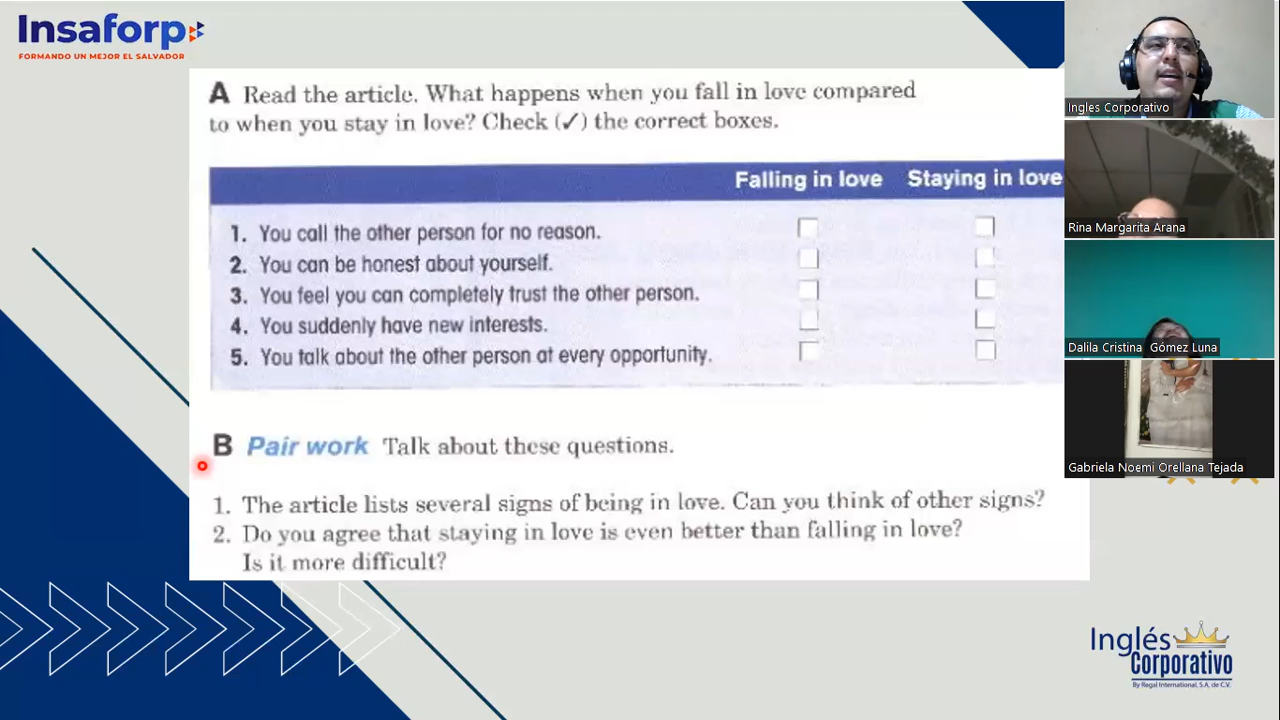 Insaforp
FORMANDO UN MEJOR EL SALVADOR
A Read the article. What happens when you fall in love compared
to when you stay in love? Check (✓) the correct boxes.
Falling in love Staying in love
1. You call the other person for no reason.
2. You can be honest about yourself.
3. You feel you can completely trust the other person.
4. You suddenly have new interests.
5. You talk about the other person at every opportunity.
B Pair work Talk about these questions.
1. The article lists several signs of being in love. Can you think of other signs?
2. Do you agree that staying in love is even better than falling in love?
Is it more difficult?
Ingles Corporativo
Rina Margarita Arana
Dalila Cristina Gómez Luna
Gabriela Noemi Orellana Tejada
Inglés
Corporativo
By Regal International, S.A. de C.V.